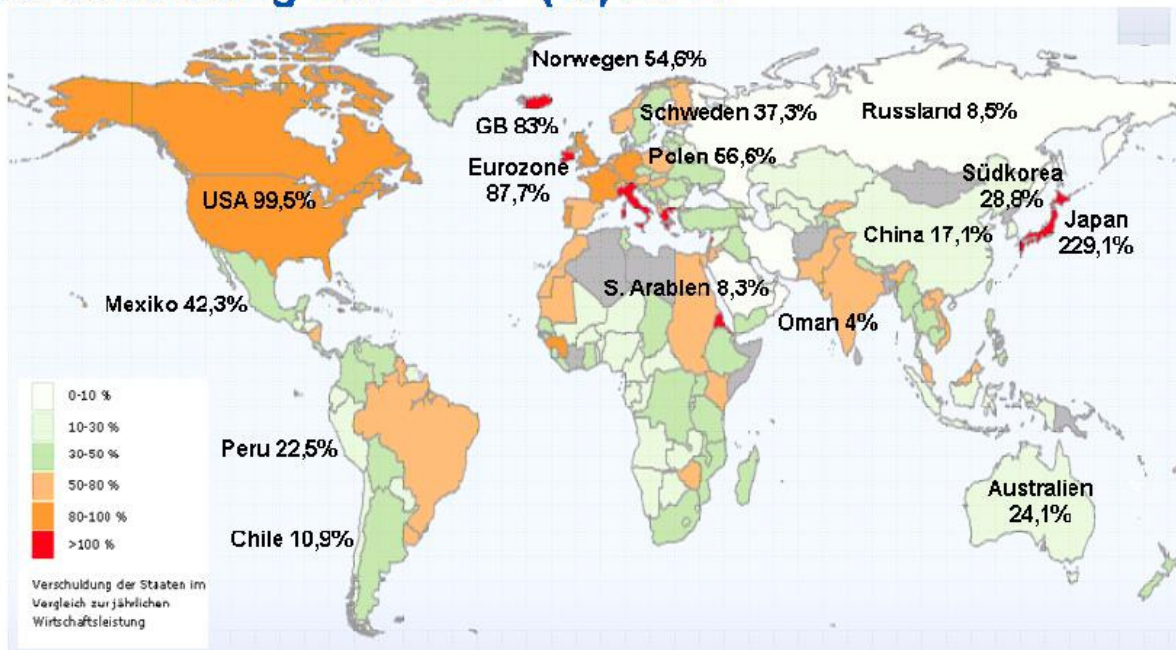 Norwegen 54,6%
GB 83%
Schweden 37,3%
Russland 8,5%
Eurozone
87,7%
Polen 56,6%
Südkorea
28,8%
USA 99,5%
China 17,1%
Japan
229,1%
Mexiko 42,3%
S. Arabien 8,3%
Oman 4%
0-10 %
10-30 %
30-50 %
50-80 %
80-100 %
>100 %
Peru 22,5%
Australien
24,1%
Chile 10,9%
Verschuldung der Staaten im
Vergleich zur jährlichen
Wirtschaftsleistung